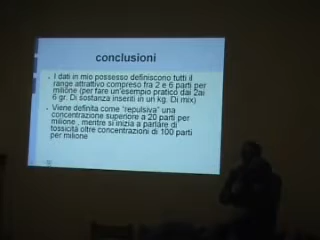 conclusioni
I dati in mio possesso definiscono tutti il
range attrattivo compreso fra 2 e 6 parti per
milione (per fare un'esempio pratico dai 2ai
6 gr. Di sostanza inseriti in un kg. Di mix)
Viene definita come "repulsiva" una
concentrazione superiore a 20 parti per
milione , mentre si inizia a parlare di
tossicità oltre concentrazioni di 100 parti
per milione